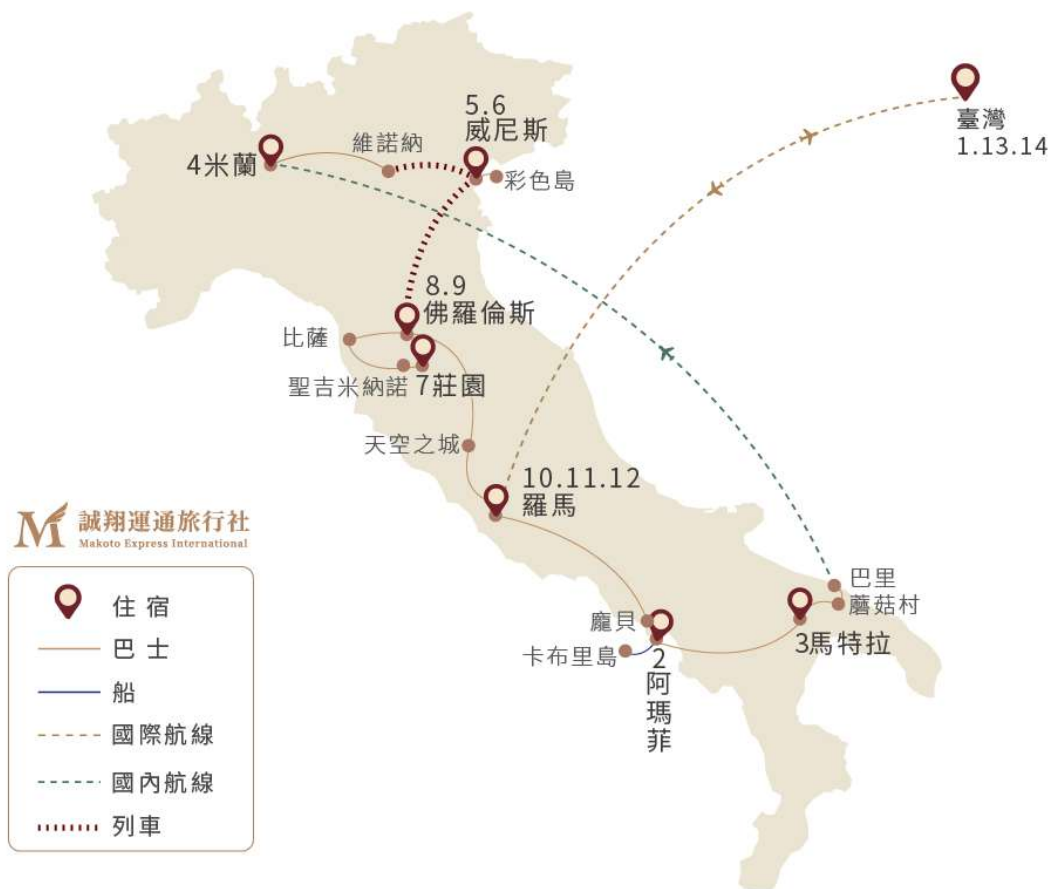 5.6
威尼斯
維諾納
4米蘭
彩色島
臺灣
1.13.14
8.9
佛羅倫斯
比薩
聖吉米納諾
7莊園
天空之城
10.11.12
羅馬
巴里
蘑菇村
龐貝
卡布里島
2
阿瑪菲
3馬特拉
誠翔運通旅行社
Makoto Express International
住宿
巴士
船
國際航線
國內航線
列車